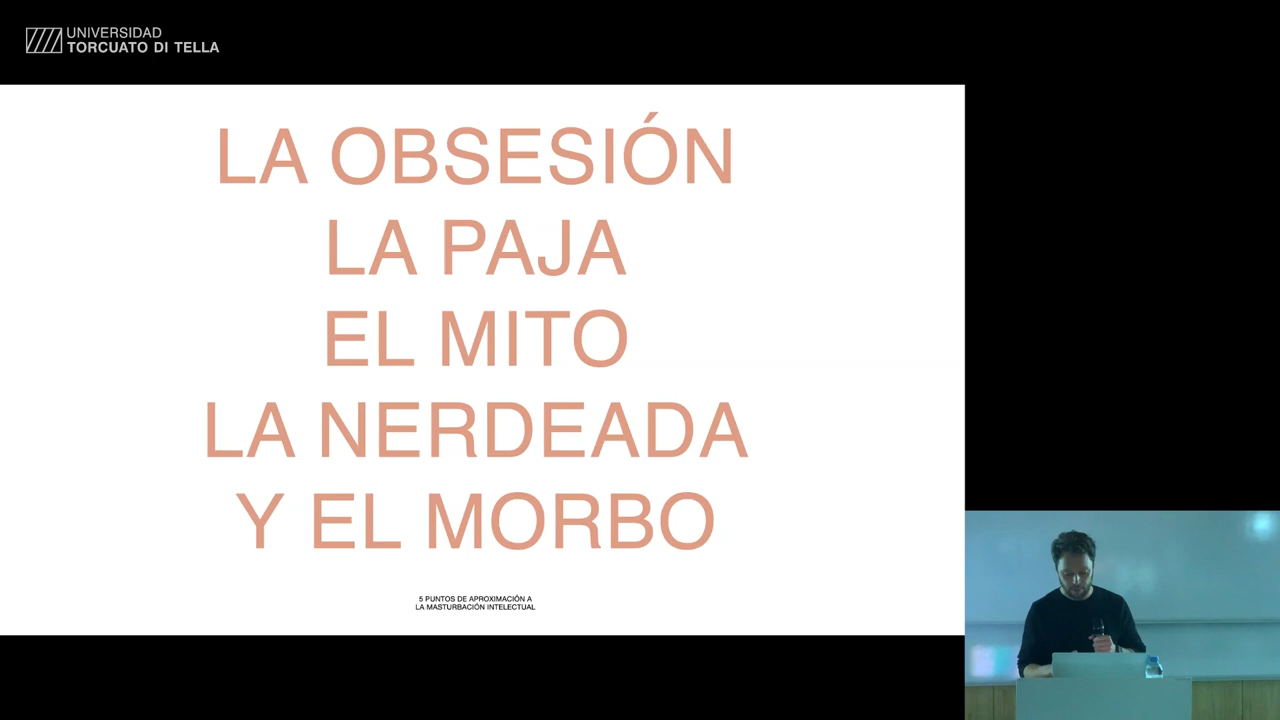 UNIVERSIDAD
TORCUATO DI TELLA
LA OBSESIÓN
LA PAJA
EL MITO
LA NERDEADA
Y EL MORBO
5 PUNTOS DE APROXIMACIÓN A
LA MASTURBACIÓN INTELECTUAL